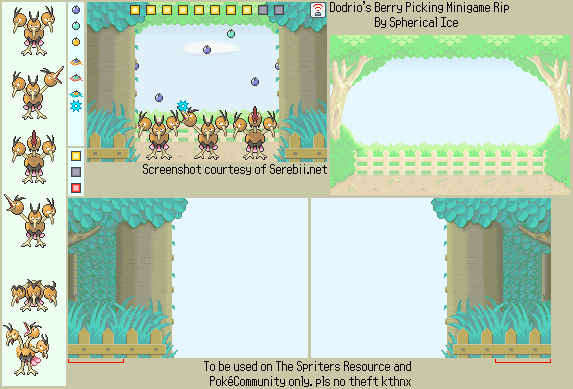 Dodrio's Berry Picking Minigame Rip
By Spherical Ice
Screenshot courtesy of Serebii.net
To be used on The Spriters Resource and
PokéCommunity only. pls no theft kthnx